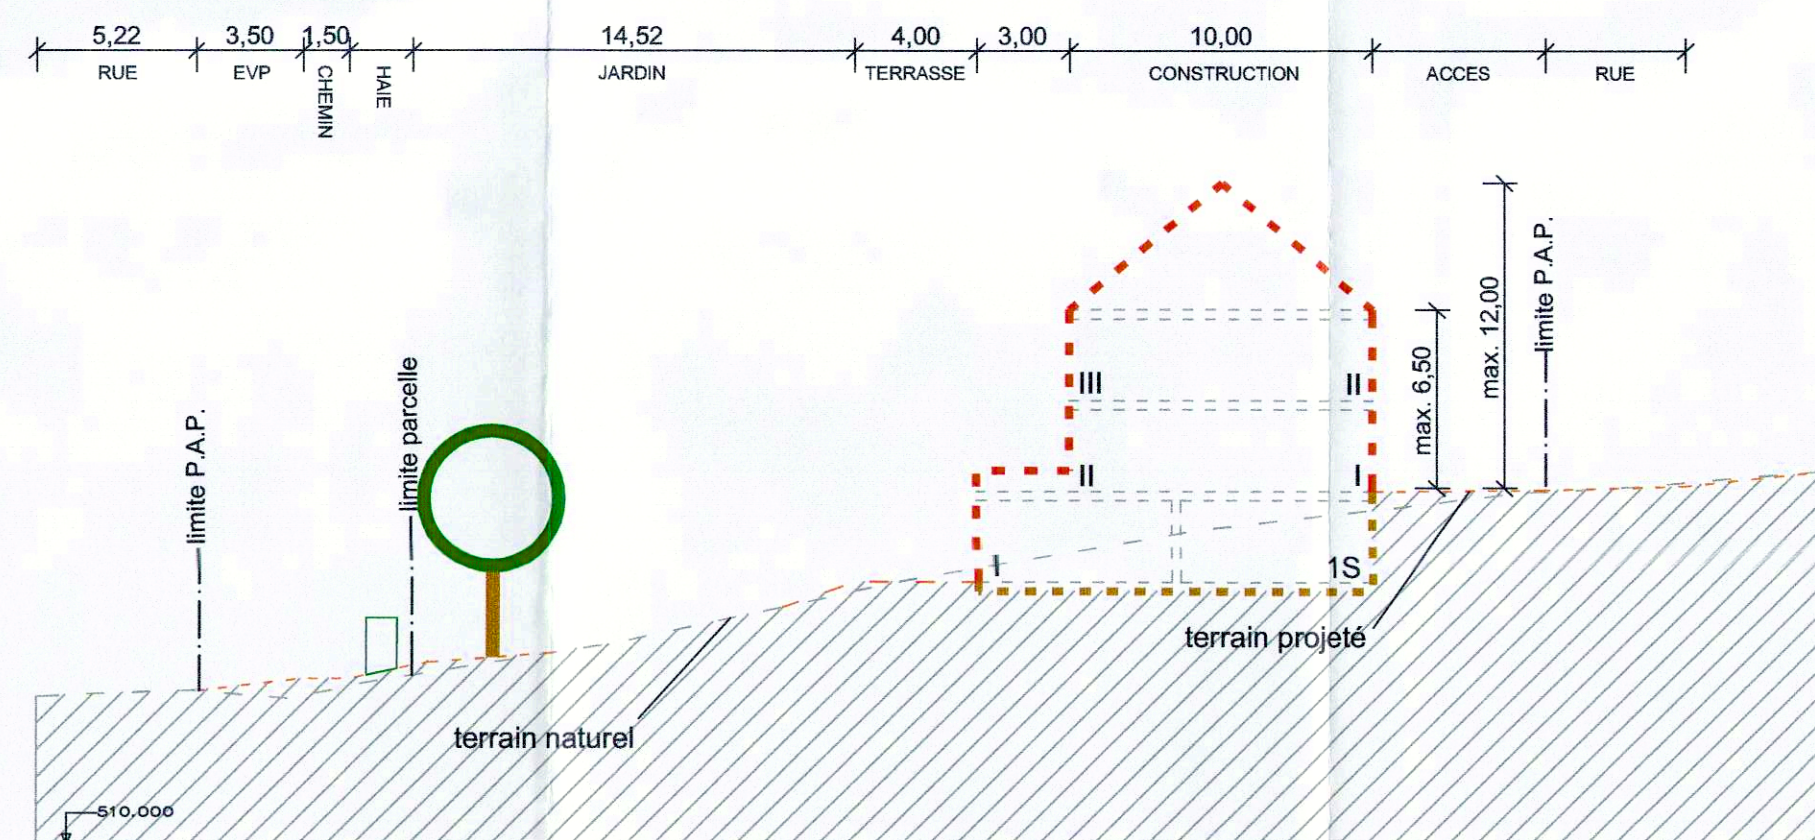 5,22 3,50 1,50 14,52 4,00 3,00 10,00
RUE EVP CHEMIN HAIE JARDIN TERRASSE CONSTRUCTION ACCES RUE
limite P.A.P.
limite parcelle
III II
II I
I 1S
max. 6,50
max. 12,00
limite P.A.P.
terrain projeté
terrain naturel
510.000